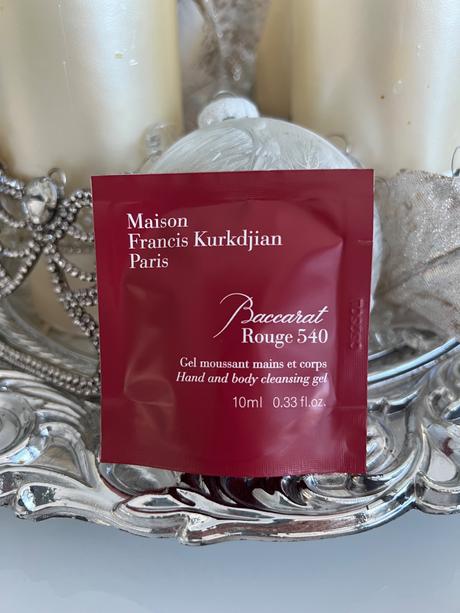 Maison
Francis Kurkdjian
Paris
Baccarat
Rouge 540
Gel moussant mains et corps
Hand and body cleansing gel
10ml 0.33 fl.oz.